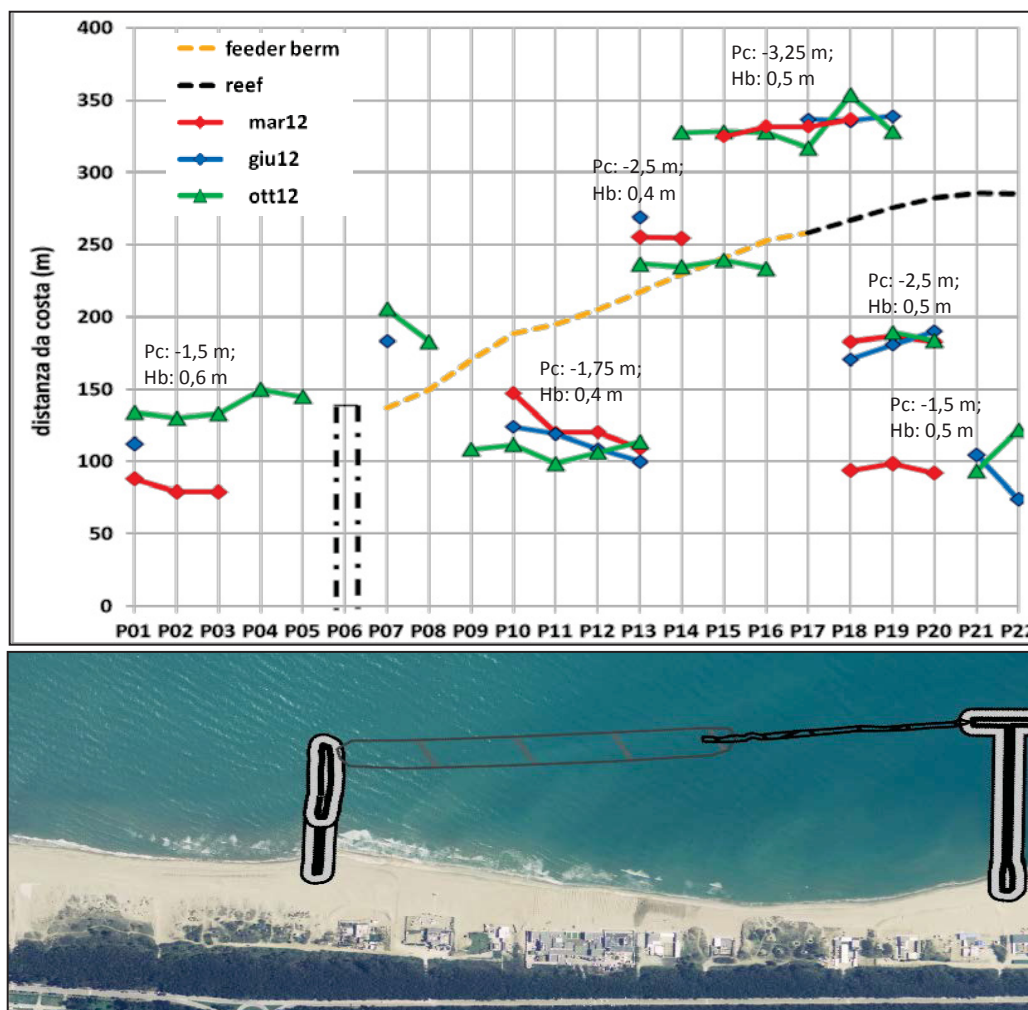 400
350
300
250
200
150
100
50
0
distanza da costa (m)
feeder berm
reef
mar12
giu12
ott12
Pc: -3,25 m;
Hb: 0,5 m
Pc: -2,5 m;
Hb: 0,4 m
Pc: -2,5 m;
Hb: 0,5 m
Pc: -1,5 m;
Hb: 0,6 m
Pc: -1,75 m;
Hb: 0,4 m
Pc: -1,5 m;
Hb: 0,5 m
P01 P02 P03 P04 P05 P06 P07 P08 P09 P10 P11 P12 P13 P14 P15 P16 P17 P18 P19 P20 P21 P22